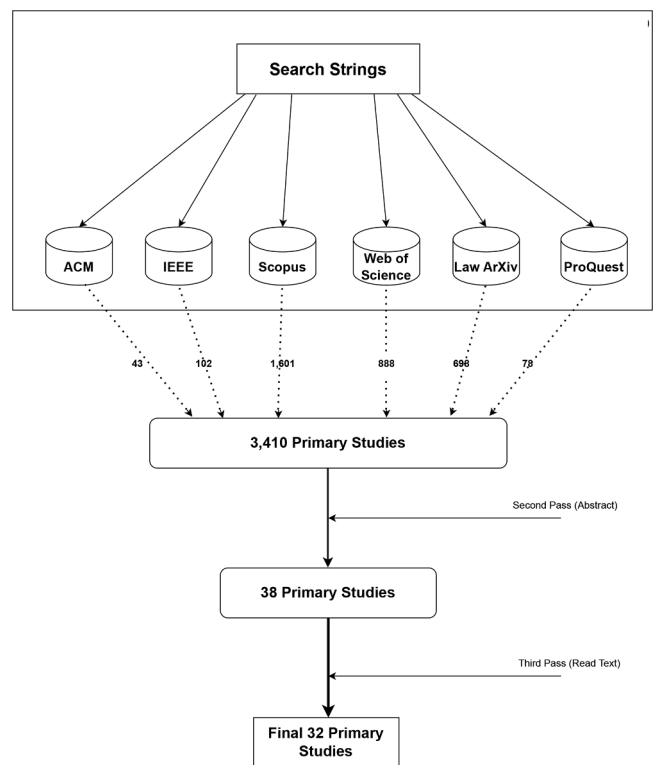 )
Search Strings
ACM
IEEE
Scopus
Web of
Science
Law ArXiv
ProQuest
43
102
1,601
888
698
78
3,410 Primary Studies
Second Pass (Abstract)
38 Primary Studies
Third Pass (Read Text)
Final 32 Primary
Studies